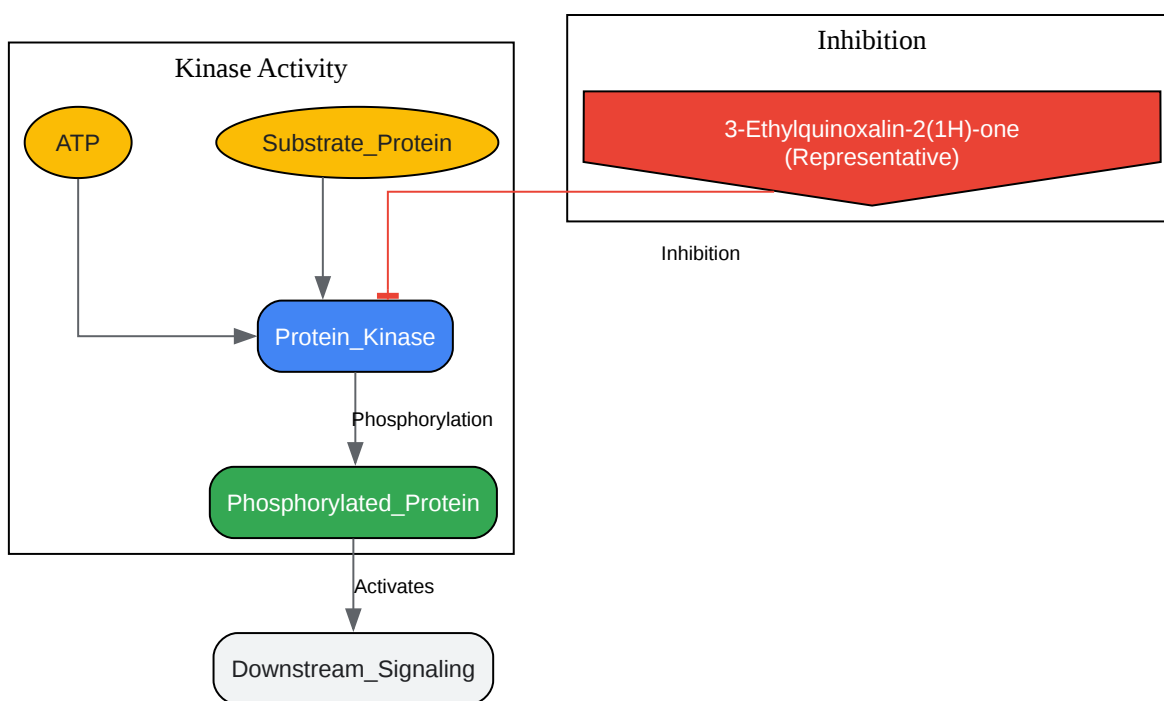 Inhibition
Kinase Activity
3-Ethylquinoxalin-2(1H)-one
(Representative)
ATP
Substrate_Protein
Inhibition
Protein_Kinase
Phosphorylation
Phosphorylated_Protein
Activates
Downstream_Signaling